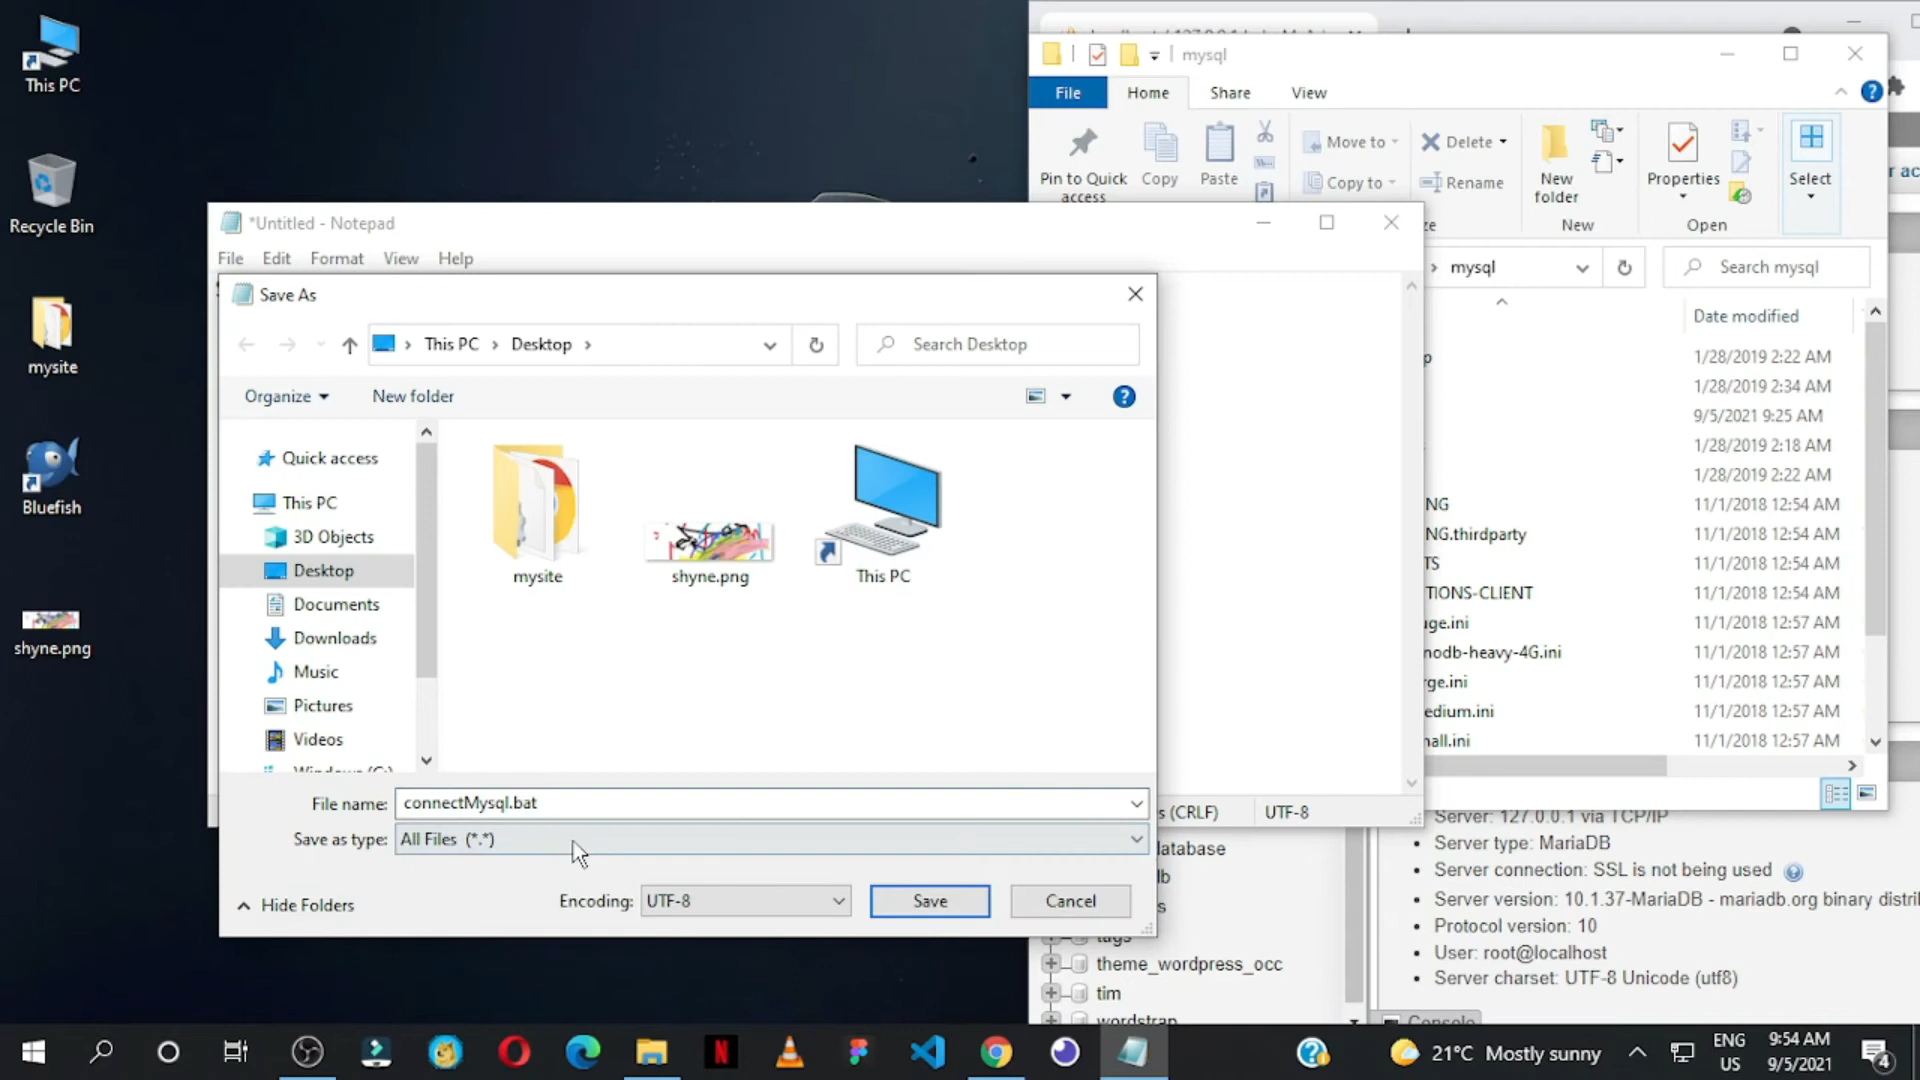 This PC
Recycle Bin
mysite
Bluefish
shyne.png
mysql
File
Home
Share
View
Pin to Quick
access
Copy
Paste
Move to
Copy to
Delete
Rename
New
folder
New
Properties
Open
Select
r ac
mysql
Search mysql
Date modified
1/28/2019 2:22 AM
1/28/2019 2:34 AM
9/5/2021 9:25 AM
1/28/2019 2:18 AM
1/28/2019 2:22 AM
NG 11/1/2018 12:54 AM
NG.thirdparty 11/1/2018 12:54 AM
TS 11/1/2018 12:54 AM
TIONS-CLIENT 11/1/2018 12:54 AM
uge.ini 11/1/2018 12:57 AM
nodb-heavy-4G.ini 11/1/2018 12:57 AM
rge.ini 11/1/2018 12:57 AM
edium.ini 11/1/2018 12:57 AM
nall.ini 11/1/2018 12:57 AM
*Untitled - Notepad
File Edit Format View Help
s (CRLF)
UTF-8
Save As
This PC > Desktop >
Search Desktop
Organize
New folder
Quick access
This PC
3D Objects
Desktop
Documents
Downloads
Music
Pictures
Videos
mysite
shyne.png
This PC
File name: connectMysql.bat
Save as type: All Files (*.*)
Hide Folders
Encoding: UTF-8
Save
Cancel
latabase
lb
s
tags
theme_wordpress_occ
tim
wordstrap
Server: 127.0.0.1 via TCP/IP
Server type: MariaDB
Server connection: SSL is not being used
Server version: 10.1.37-MariaDB - mariadb.org binary distril
Protocol version: 10
User: root@localhost
Server charset: UTF-8 Unicode (utf8)
Console
21°C Mostly sunny
ENG
US
9:54 AM
9/5/2021
4